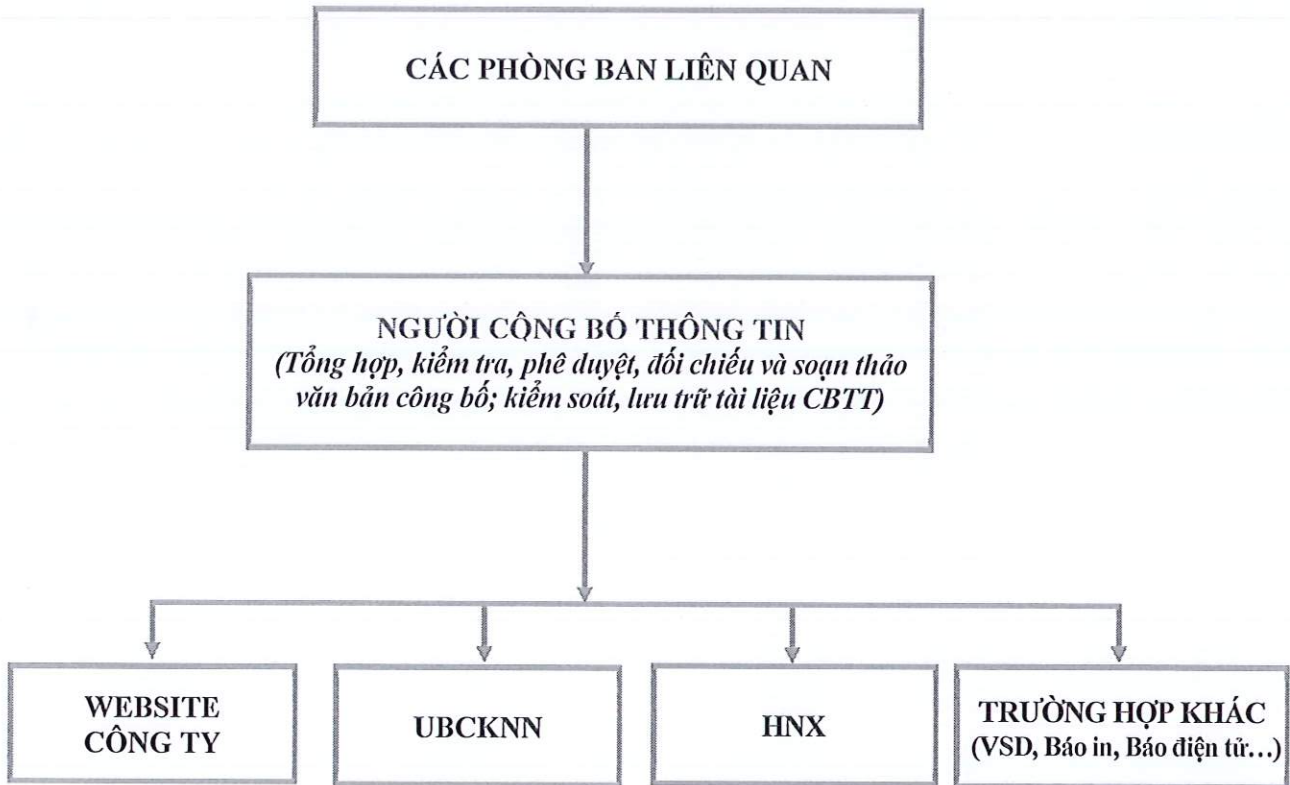 CÁC PHÒNG BAN LIÊN QUAN
NGƯỜI CÔNG BỐ THÔNG TIN
(Tổng hợp, kiểm tra, phê duyệt, đối chiếu và soạn thảo
văn bản công bố; kiểm soát, lưu trữ tài liệu CBTT)
WEBSITE
CÔNG TY
UBCKNN
HNX
TRƯỜNG HỢP KHÁC
(VSD, Báo in, Báo điện tử...)